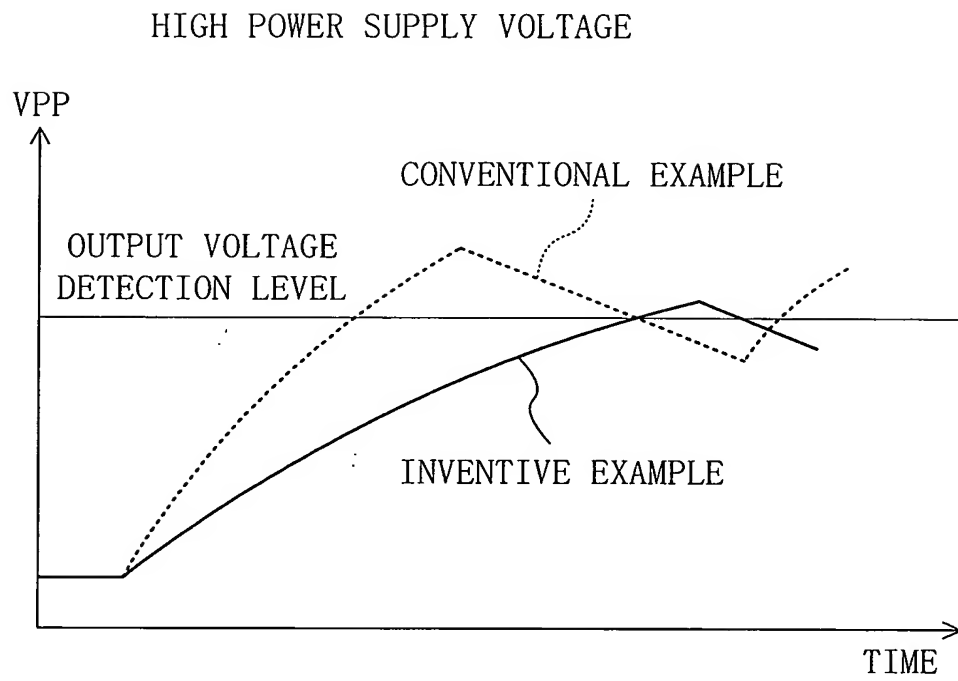 HIGH POWER SUPPLY VOLTAGE
VPP
CONVENTIONAL EXAMPLE
OUTPUT VOLTAGE
DETECTION LEVEL
INVENTIVE EXAMPLE
TIME